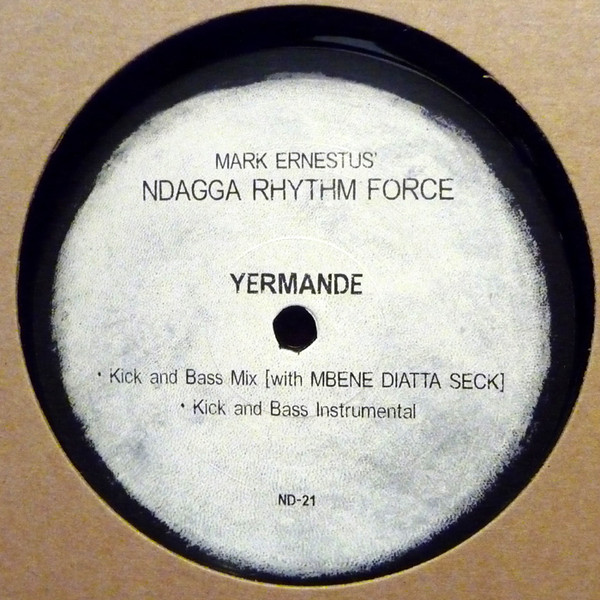 MARK ERNESTUS'
NDAGGA RHYTHM FORCE
YERMANDE
• Kick and Bass Mix [with MBENE DIATTA SECK]
• Kick and Bass Instrumental
ND-21